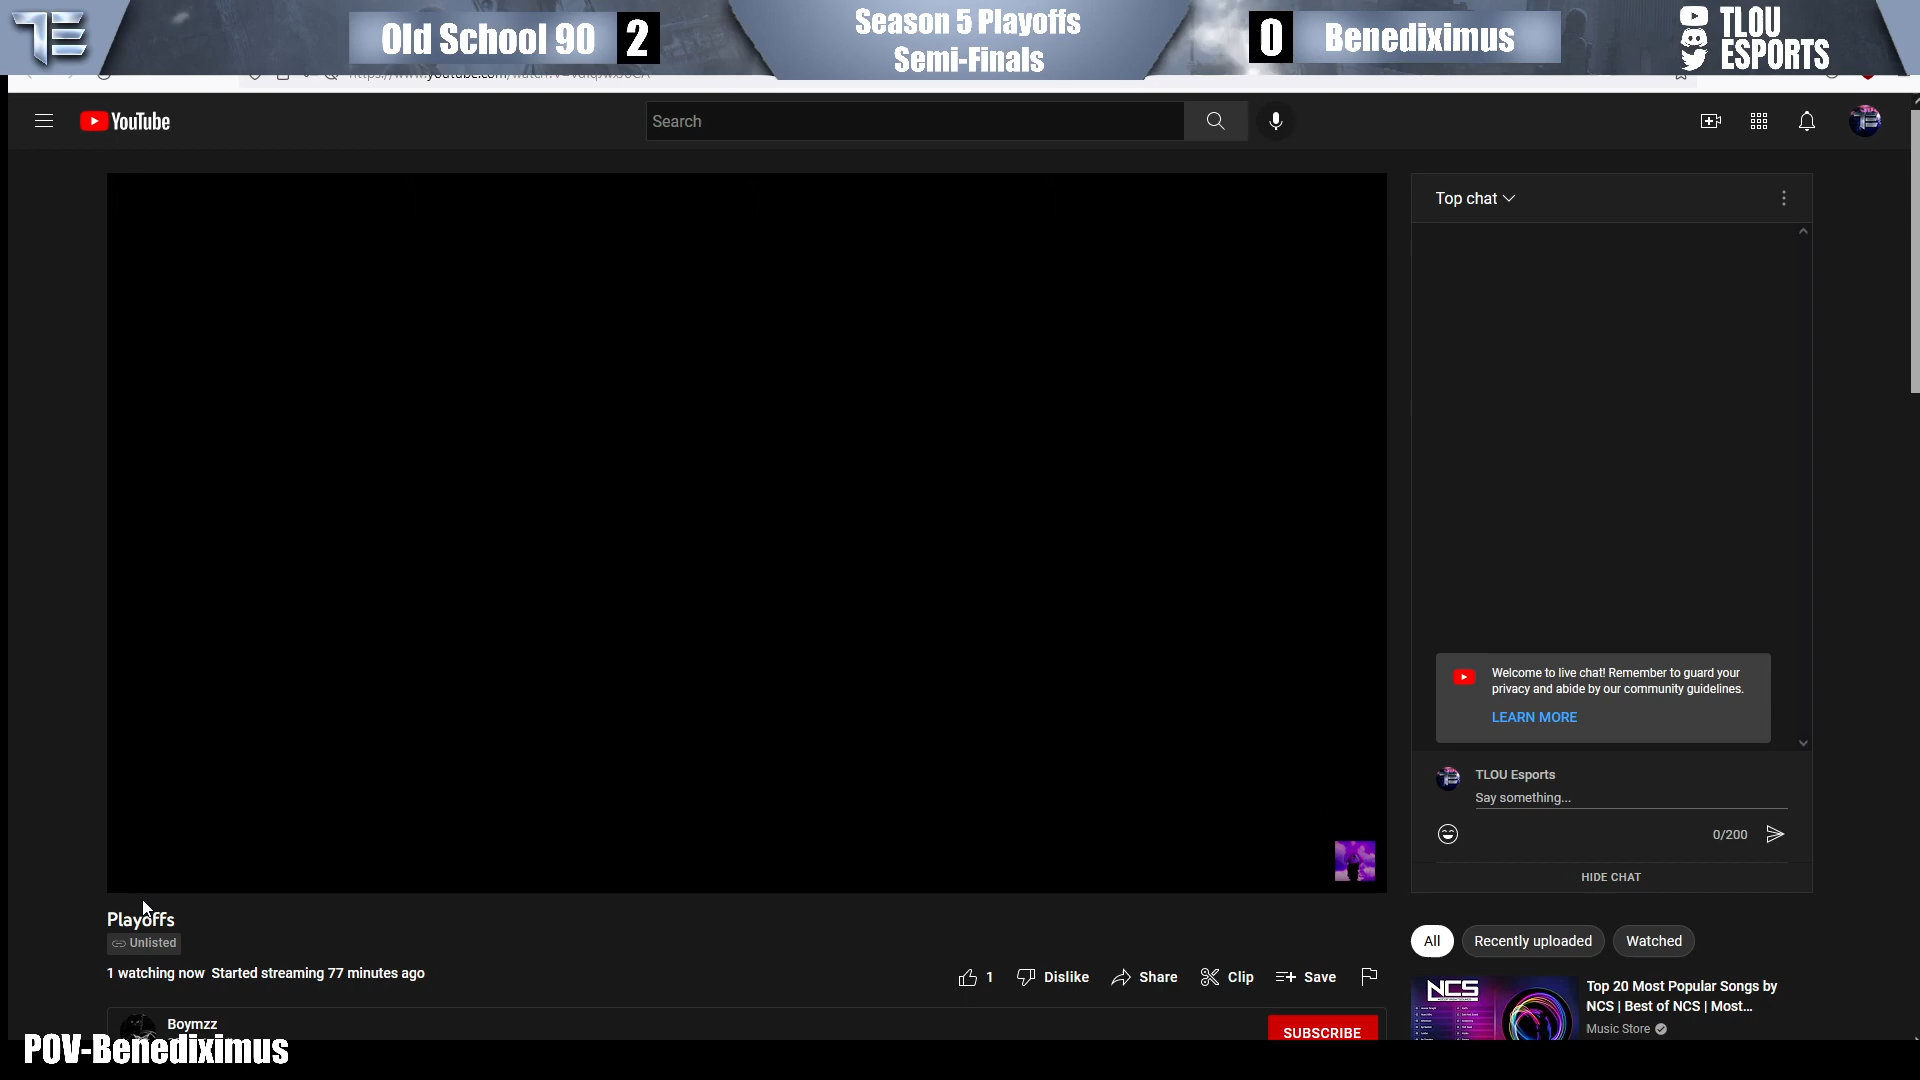 TE
Old School 90 2
Season 5 Playoffs
Semi-Finals
0 Benediximus
TLOU
ESPORTS
YouTube
Search
Top chat
Welcome to live chat! Remember to guard your
privacy and abide by our community guidelines.
LEARN MORE
TLOU Esports
Say something...
0/200
HIDE CHAT
Playoffs
Unlisted
1 watching now Started streaming 77 minutes ago
1 Dislike Share Clip Save
All Recently uploaded Watched
NCS
Top 20 Most Popular Songs by
NCS | Best of NCS | Most...
Music Store
Boymzz
SUBSCRIBE
POV-Benediximus